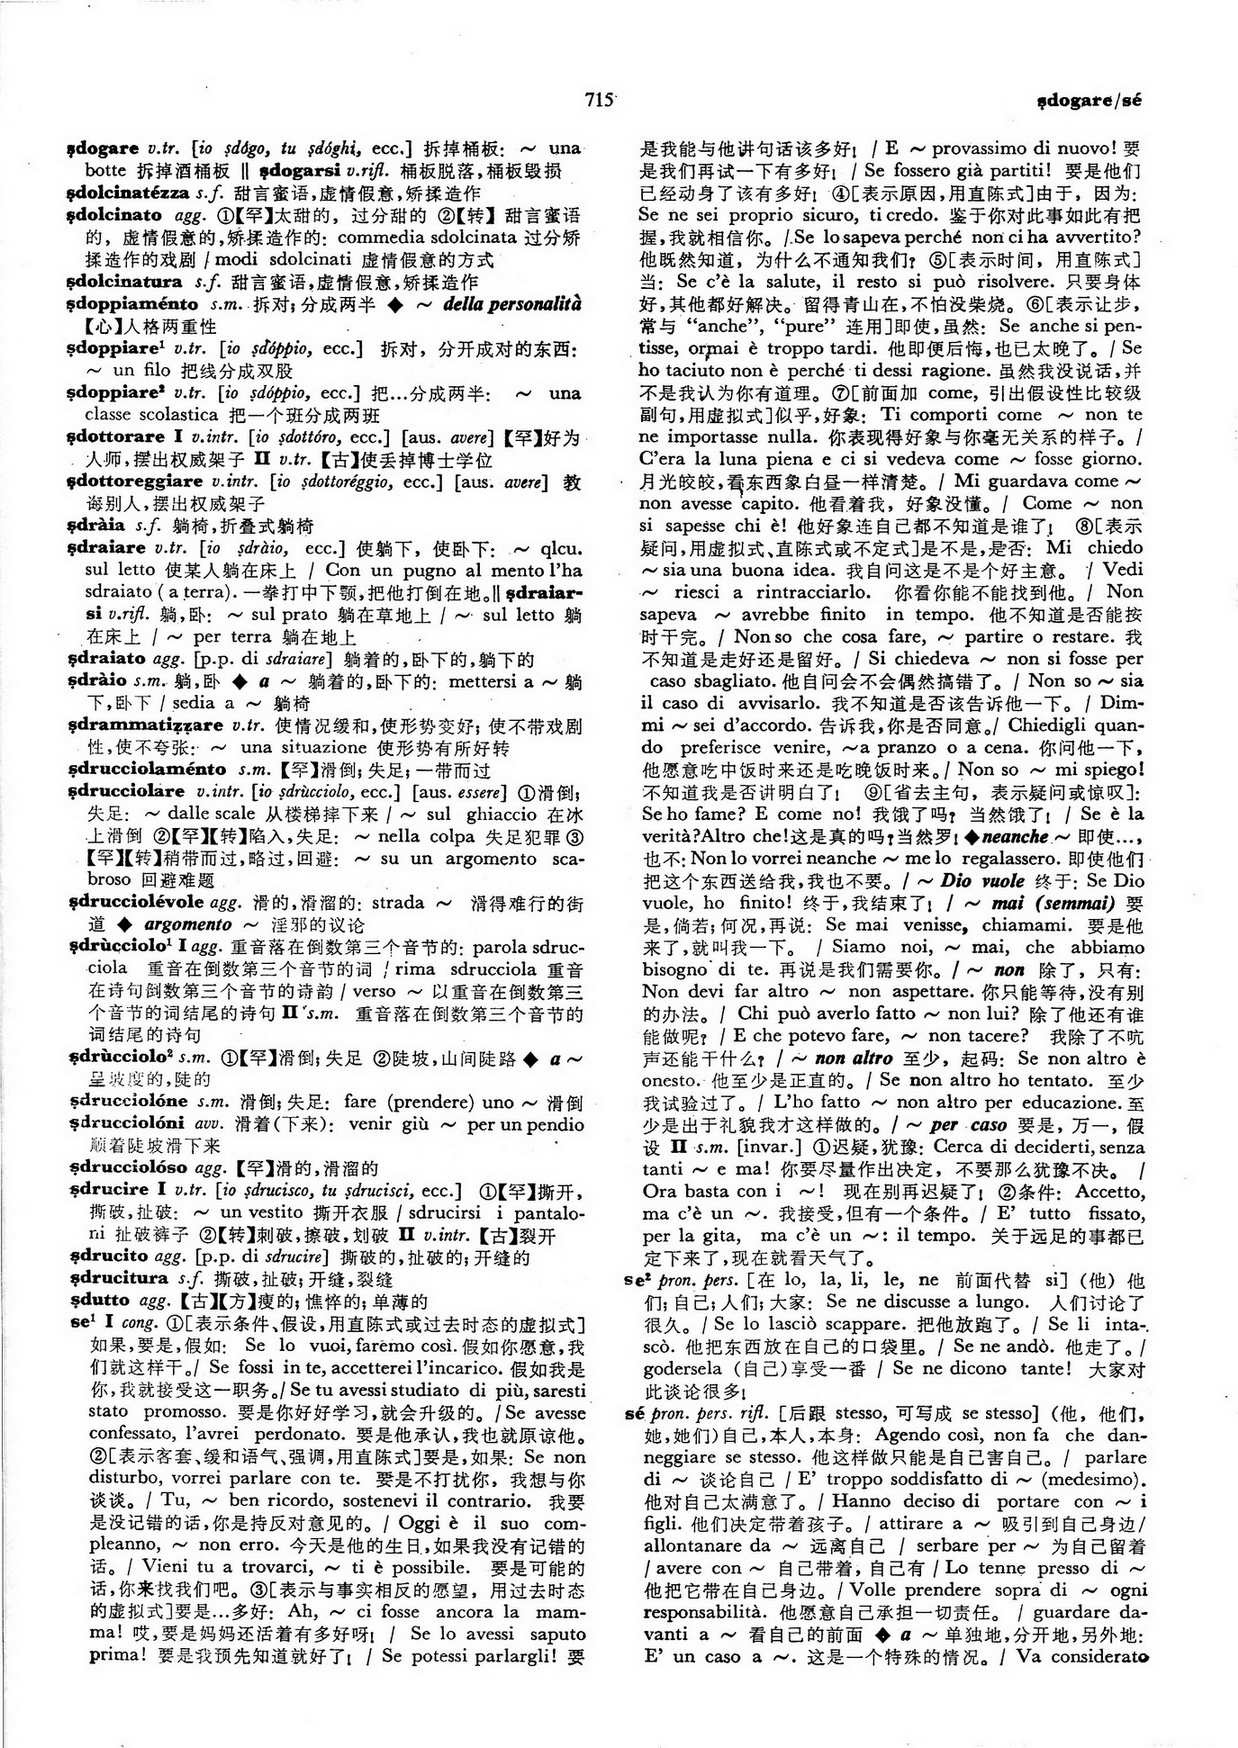 715
ṣdogare/sé
ṣdogare v.tr. [io ṣdógo, tu ṣdóghi, ecc.] 拆掉桶板: ～ una
botte 拆掉酒桶板 ‖ ṣdogarsi v.rifl. 桶板脱落,桶板毁损
ṣdolcinatézza s.f. 甜言蜜语,虚情假意,矫揉造作
ṣdolcinato agg. ①【罕】太甜的, 过分甜的 ②【转】 甜言蜜语
的, 虚情假意的,矫揉造作的: commedia sdolcinata 过分矫
揉造作的戏剧 / modi sdolcinati 虚情假意的方式
ṣdolcinatura s.f. 甜言蜜语,虚情假意,矫揉造作
ṣdoppiaménto s.m. 拆对; 分成两半 ◆ ～ della personalità
【心】人格两重性
ṣdoppiare¹ v.tr. [io ṣdóppio, ecc.] 拆对, 分开成对的东西:
～ un filo 把线分成双股
ṣdoppiare² v.tr. [io ṣdóppio, ecc.] 把…分成两半: ～ una
classe scolastica 把一个班分成两班
ṣdottorare I v.intr. [io ṣdottóro, ecc.] [aus. avere] 【罕】好为
人师,摆出权威架子 II v.tr. 【古】使丢掉博士学位
ṣdottoreggiare v.intr. [io ṣdottoréggio, ecc.] [aus. avere] 教
诲别人,摆出权威架子
ṣdràia s.f. 躺椅,折叠式躺椅
ṣdraiare v.tr. [io ṣdràio, ecc.] 使躺下, 使卧下: ～ qlcu.
sul letto 使某人躺在床上 / Con un pugno al mento l'ha
sdraiato ( a terra). 一拳打中下颚,把他打倒在地。‖ ṣdraiar-
si v.rifl. 躺,卧: ～ sul prato 躺在草地上 / ～ sul letto 躺
在床上 / ～ per terra 躺在地上
ṣdraiato agg. [p.p. di sdraiare] 躺着的,卧下的,躺下的
ṣdràio s.m. 躺,卧 ◆ a ～ 躺着的,卧下的: mettersi a ～ 躺
下,卧下 / sedia a ～ 躺椅
ṣdrammatiẓẓare v.tr. 使情况缓和,使形势变好; 使不带戏剧
性,使不夸张: ～ una situazione 使形势有所好转
ṣdrucciolaménto s.m. 【罕】滑倒; 失足; 一带而过
ṣdrucciolare v.intr. [io ṣdrùcciolo, ecc.] [aus. essere] ①滑倒;
失足: ～ dalle scale 从楼梯摔下来 / ～ sul ghiaccio 在冰
上滑倒 ②【罕】【转】陷入,失足: ～ nella colpa 失足犯罪 ③
【罕】【转】稍带而过,略过,回避: ～ su un argomento sca-
broso 回避难题
ṣdrucciolévole agg. 滑的,滑溜的: strada ～ 滑得难行的街
道 ◆ argomento ～ 淫邪的议论
ṣdrùcciolo¹ I agg. 重音落在倒数第三个音节的: parola sdruc-
ciola 重音在倒数第三个音节的词 / rima sdrucciola 重音
在诗句倒数第三个音节的诗韵 / verso ～ 以重音在倒数第三
个音节的词结尾的诗句 II s.m. 重音落在倒数第三个音节的
词结尾的诗句
ṣdrùcciolo² s.m. ①【罕】滑倒; 失足 ②陡坡,山间陡路 ◆ a ～
呈坡度的,陡的
ṣdrucciolóne s.m. 滑倒; 失足: fare (prendere) uno ～ 滑倒
ṣdrucciolóni avv. 滑着(下来): venir giù ～ per un pendio
顺着陡坡滑下来
ṣdrucciolóso agg. 【罕】滑的,滑溜的
ṣdrucire I v.tr. [io ṣdrucisco, tu ṣdrucisci, ecc.] ①【罕】撕开,
撕破,扯破: ～ un vestito 撕开衣服 / sdrucirsi i pantalo-
ni 扯破裤子 ②【转】刺破,擦破,划破 II v.intr. 【古】裂开
ṣdrucito agg. [p.p. di sdrucire] 撕破的,扯破的; 开缝的
ṣdrucitura s.f. 撕破,扯破; 开缝,裂缝
ṣdutto agg. 【古】【方】瘦的; 憔悴的; 单薄的
se¹ I cong. ①[表示条件、假设,用直陈式或过去时态的虚拟式]
如果,要是,假如: Se lo vuoi, faremo così. 假如你愿意,我
们就这样干。/ Se fossi in te, accetterei l'incarico. 假如我是
你,我就接受这一职务。/ Se tu avessi studiato di più, saresti
stato promosso. 要是你好好学习,就会升级的。/ Se avesse
confessato, l'avrei perdonato. 要是他承认,我也就原谅他。
②[表示客套、缓和语气、强调,用直陈式]要是,如果: Se non
disturbo, vorrei parlare con te. 要是不打扰你, 我想与你
谈谈。/ Tu, ～ ben ricordo, sostenevi il contrario. 我要
是没记错的话,你是持反对意见的。/ Oggi è il suo com-
pleanno, ～ non erro. 今天是他的生日,如果我没有记错的
话。/ Vieni tu a trovarci, ～ ti è possibile. 要是可能的
话,你来找我们吧。③[表示与事实相反的愿望, 用过去时态
的虚拟式]要是…多好: Ah, ～ ci fosse ancora la mam-
ma! 哎,要是妈妈还活着有多好呀! / Se lo avessi saputo
prima! 要是我预先知道就好了! / Se potessi parlargli! 要
是我能与他讲句话该多好! / E ～ provassimo di nuovo! 要
是我们再试一下有多好! / Se fossero già partiti! 要是他们
已经动身了该有多好! ④[表示原因,用直陈式]由于, 因为:
Se ne sei proprio sicuro, ti credo. 鉴于你对此事如此有把
握,我就相信你。/ Se lo sapeva perché non ci ha avvertito?
他既然知道, 为什么不通知我们? ⑤[表示时间, 用直陈式]
当: Se c'è la salute, il resto si può risolvere. 只要身体
好,其他都好解决。留得青山在,不怕没柴烧。⑥[表示让步,
常与 “anche”, “pure” 连用]即使,虽然: Se anche si pen-
tisse, ormai è troppo tardi. 他即便后悔,也已太晚了。/ Se
ho taciuto non è perché ti dessi ragione. 虽然我没说话,并
不是我认为你有道理。⑦[前面加 come, 引出假设性比较级
副句,用虚拟式]似乎,好象: Ti comporti come ～ non te
ne importasse nulla. 你表现得好象与你毫无关系的样子。/
C'era la luna piena e ci si vedeva come ～ fosse giorno.
月光皎皎,看东西象白昼一样清楚。/ Mi guardava come ～
non avesse capito. 他看着我, 好象没懂。/ Come ～ non
si sapesse chi è! 他好象连自己都不知道是谁了! ⑧[表示
疑问,用虚拟式、直陈式或不定式]是不是,是否: Mi chiedo
～ sia una buona idea. 我自问这是不是个好主意。 / Vedi
～ riesci a rintracciarlo. 你看你能不能找到他。/ Non
sapeva ～ avrebbe finito in tempo. 他不知道是否能按
时干完。/ Non so che cosa fare, ～ partire o restare. 我
不知道是走好还是留好。/ Si chiedeva ～ non si fosse per
caso sbagliato. 他自问会不会偶然搞错了。/ Non so ～ sia
il caso di avvisarlo. 我不知道是否该告诉他一下。/ Dim-
mi ～ sei d'accordo. 告诉我,你是否同意。/ Chiedigli quan-
do preferisce venire, ～a pranzo o a cena. 你问他一下,
他愿意吃中饭时来还是吃晚饭时来。/ Non so ～ mi spiego!
不知道我是否讲明白了! ⑨[省去主句, 表示疑问或惊叹]:
Se ho fame? E come no! 我饿了吗? 当然饿了! / Se è la
verità? Altro che! 这是真的吗? 当然罗! ◆ neanche ～ 即使…,
也不: Non lo vorrei neanche ～ me lo regalassero. 即使他们
把这个东西送给我,我也不要。/ ～ Dio vuole 终于: Se Dio
vuole, ho finito! 终于,我结束了! / ～ mai (semmai) 要
是,倘若; 何况,再说: Se mai venisse, chiamami. 要是他
来了,就叫我一下。 / Siamo noi, ～ mai, che abbiamo
bisogno di te. 再说是我们需要你。/ ～ non 除了, 只有:
Non devi far altro ～ non aspettare. 你只能等待,没有别
的办法。/ Chi può averlo fatto ～ non lui? 除了他还有谁
能做呢? / E che potevo fare, ～ non tacere? 我除了不吭
声还能干什么? / ～ non altro 至少, 起码: Se non altro è
onesto. 他至少是正直的。/ Se non altro ho tentato. 至少
我试验过了。/ L'ho fatto ～ non altro per educazione. 至
少是出于礼貌我才这样做的。/ ～ per caso 要是, 万一, 假
设 II s.m. [invar.] ①迟疑,犹豫: Cerca di deciderti, senza
tanti ～ e ma! 你要尽量作出决定, 不要那么犹豫不决。 /
Ora basta con i ～! 现在别再迟疑了! ②条件: Accetto,
ma c'è un ～. 我接受,但有一个条件。/ E' tutto fissato,
per la gita, ma c'è un ～: il tempo. 关于远足的事都已
定下来了,现在就看天气了。
se² pron. pers. [在 lo, la, li, le, ne 前面代替 si] (他) 他
们; 自己; 人们; 大家: Se ne discusse a lungo. 人们讨论了
很久。/ Se lo lasciò scappare. 把他放跑了。/ Se li inta-
scò. 他把东西放在自己的口袋里。/ Se ne andò. 他走了。/
godersela (自己)享受一番 / Se ne dicono tante! 大家对
此谈论很多!
sé pron. pers. rifl. [后跟 stesso, 可写成 se stesso] (他, 他们,
她,她们)自己,本人,本身: Agendo così, non fa che dan-
neggiare se stesso. 他这样做只能是自己害自己。/ parlare
di ～ 谈论自己 / E' troppo soddisfatto di ～ (medesimo).
他对自己太满意了。/ Hanno deciso di portare con ～ i
figli. 他们决定带着孩子。/ attirare a ～ 吸引到自己身边/
allontanare da ～ 远离自己 / serbare per ～ 为自己留着
/ avere con ～ 自己带着, 自己有 / Lo tenne presso di ～
他把它带在自己身边。/ Volle prendere sopra di ～ ogni
responsabilità. 他愿意自己承担一切责任。 / guardare da-
vanti a ～ 看自己的前面 ◆ a ～ 单独地,分开地,另外地:
E' un caso a ～. 这是一个特殊的情况。/ Va considerato